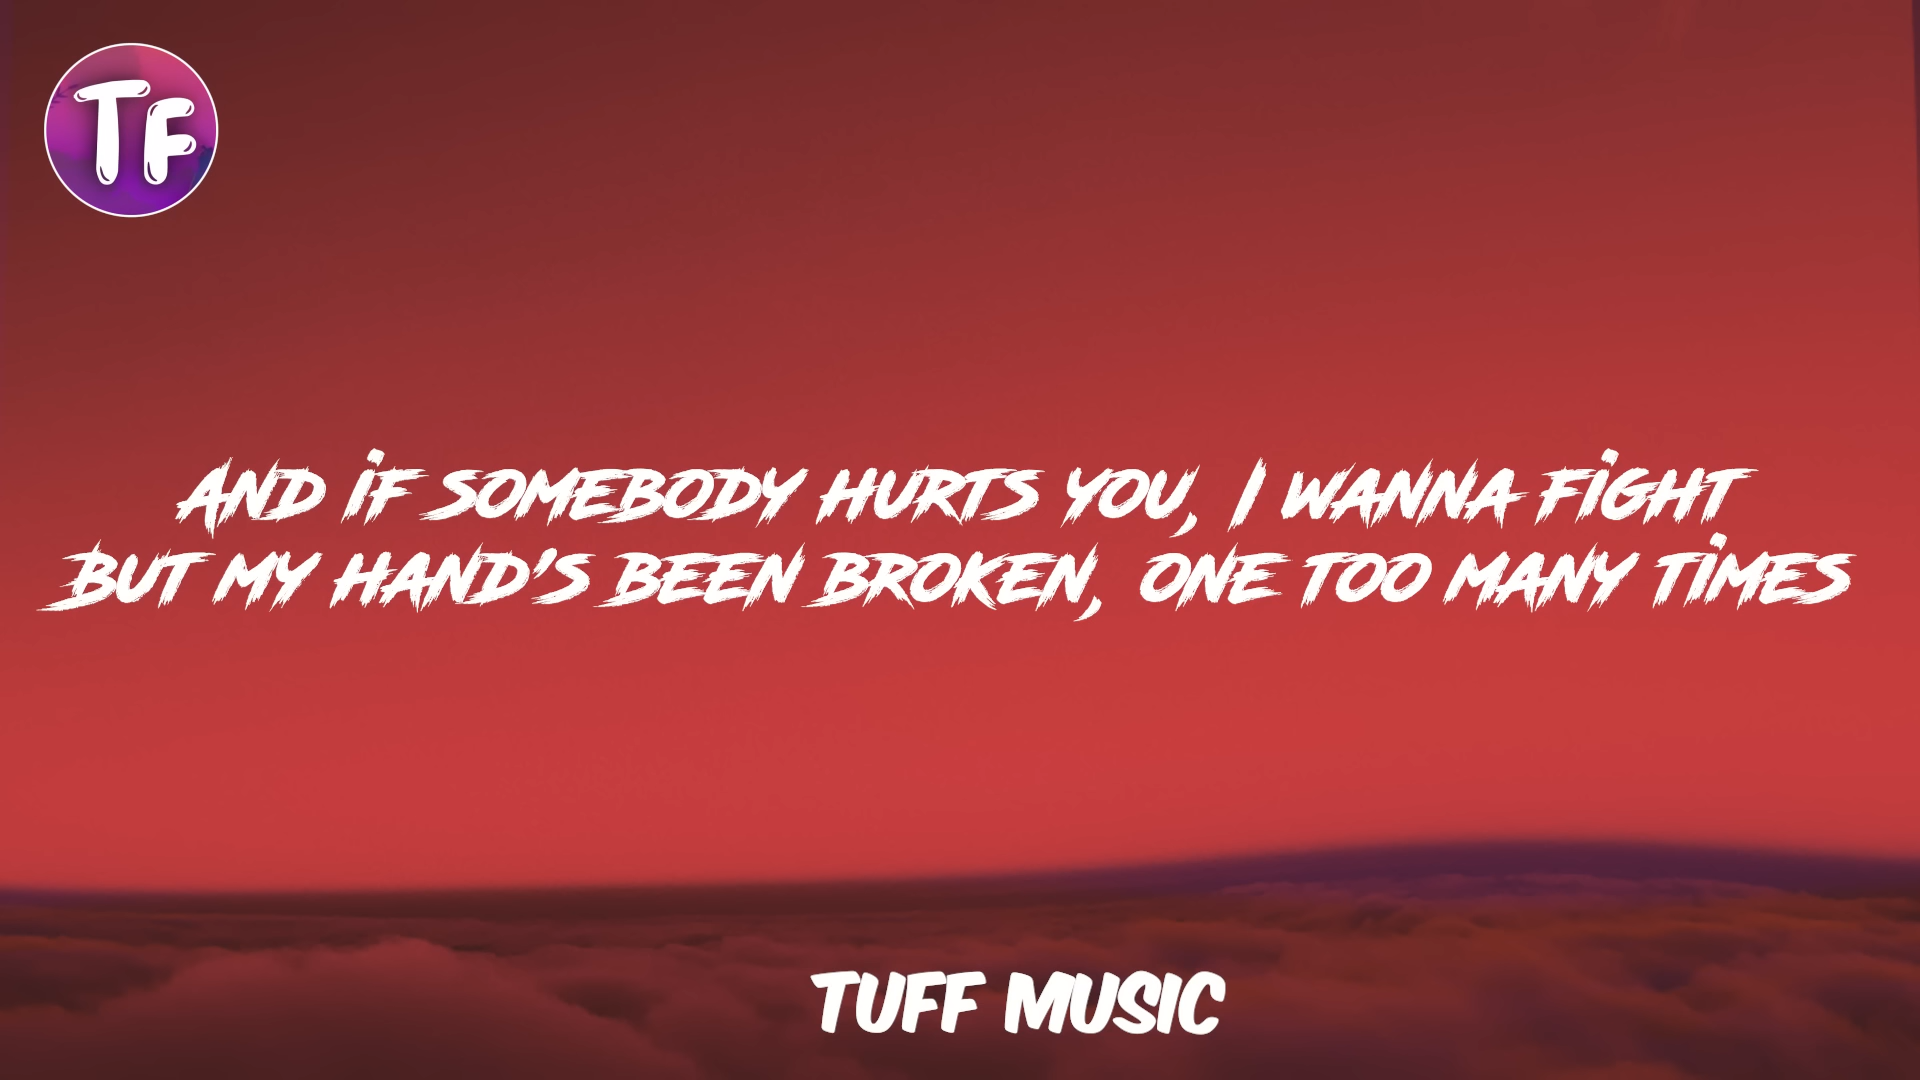 TF
AND IF SOMEBODY HURTS YOU, I WANNA FIGHT
BUT MY HAND'S BEEN BROKEN, ONE TOO MANY TIMES
TUFF MUSIC